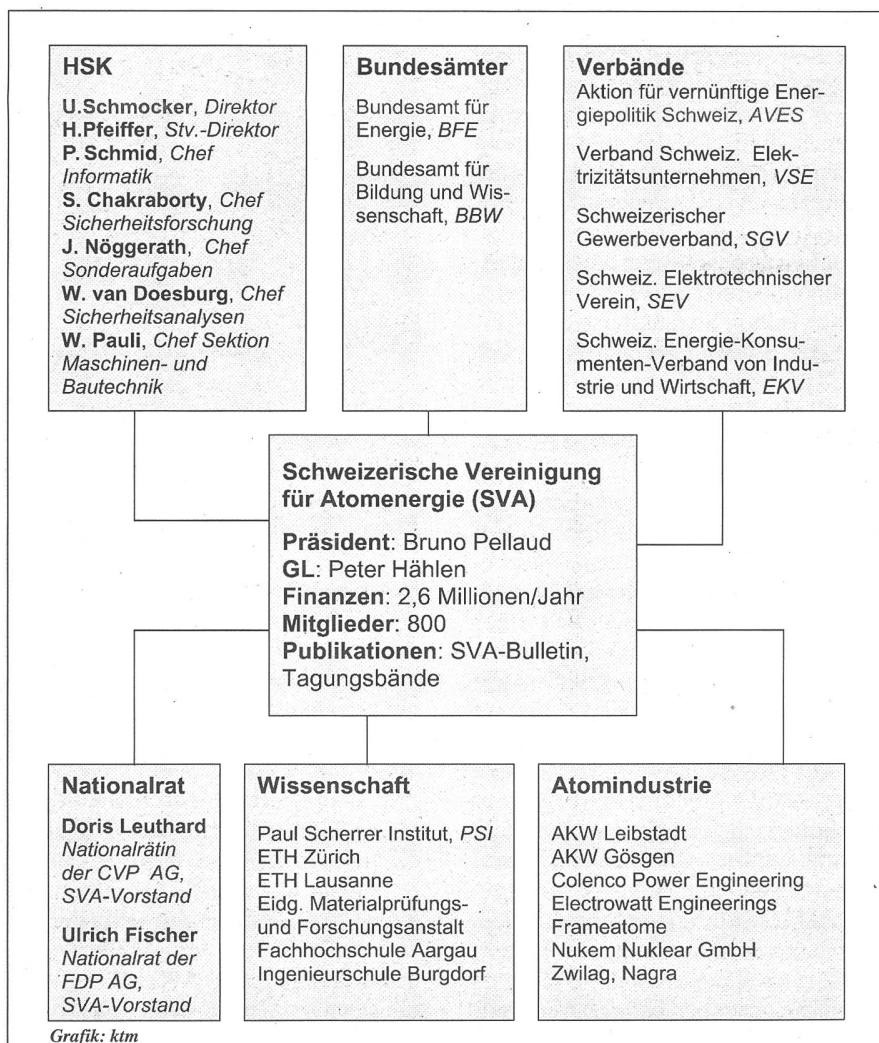 HSK
U.Schmocker, Direktor
H.Pfeiffer, Stv.-Direktor
P. Schmid, Chef
Informatik
S. Chakraborty, Chef
Sicherheitsforschung
J. Nöggerath, Chef
Sonderaufgaben
W. van Doesburg, Chef
Sicherheitsanalysen
W. Pauli, Chef Sektion
Maschinen- und
Bautechnik
Bundesämter
Bundesamt für
Energie, BFE
Bundesamt für
Bildung und Wis-
senschaft, BBW
Verbände
Aktion für vernünftige Ener-
giepolitik Schweiz, AVES
Verband Schweiz. Elek-
trizitätsunternehmen, VSE
Schweizerischer
Gewerbeverband, SGV
Schweiz. Elektrotechnischer
Verein, SEV
Schweiz. Energie-Konsu-
menten-Verband von Indu-
strie und Wirtschaft, EKV
Schweizerische Vereinigung
für Atomenergie (SVA)
Präsident: Bruno Pellaud
GL: Peter Hählen
Finanzen: 2,6 Millionen/Jahr
Mitglieder: 800
Publikationen: SVA-Bulletin,
Tagungsbände
Nationalrat
Doris Leuthard
Nationalrätin
der CVP AG,
SVA-Vorstand
Ulrich Fischer
Nationalrat der
FDP AG,
SVA-Vorstand
Wissenschaft
Paul Scherrer Institut, PSI
ETH Zürich
ETH Lausanne
Eidg. Materialprüfungs-
und Forschungsanstalt
Fachhochschule Aargau
Ingenieurschule Burgdorf
Atomindustrie
AKW Leibstadt
AKW Gösgen
Colenco Power Engineering
Electrowatt Engineerings
Frameatome
Nukem Nuklear GmbH
Zwilag, Nagra
Grafik: ktm